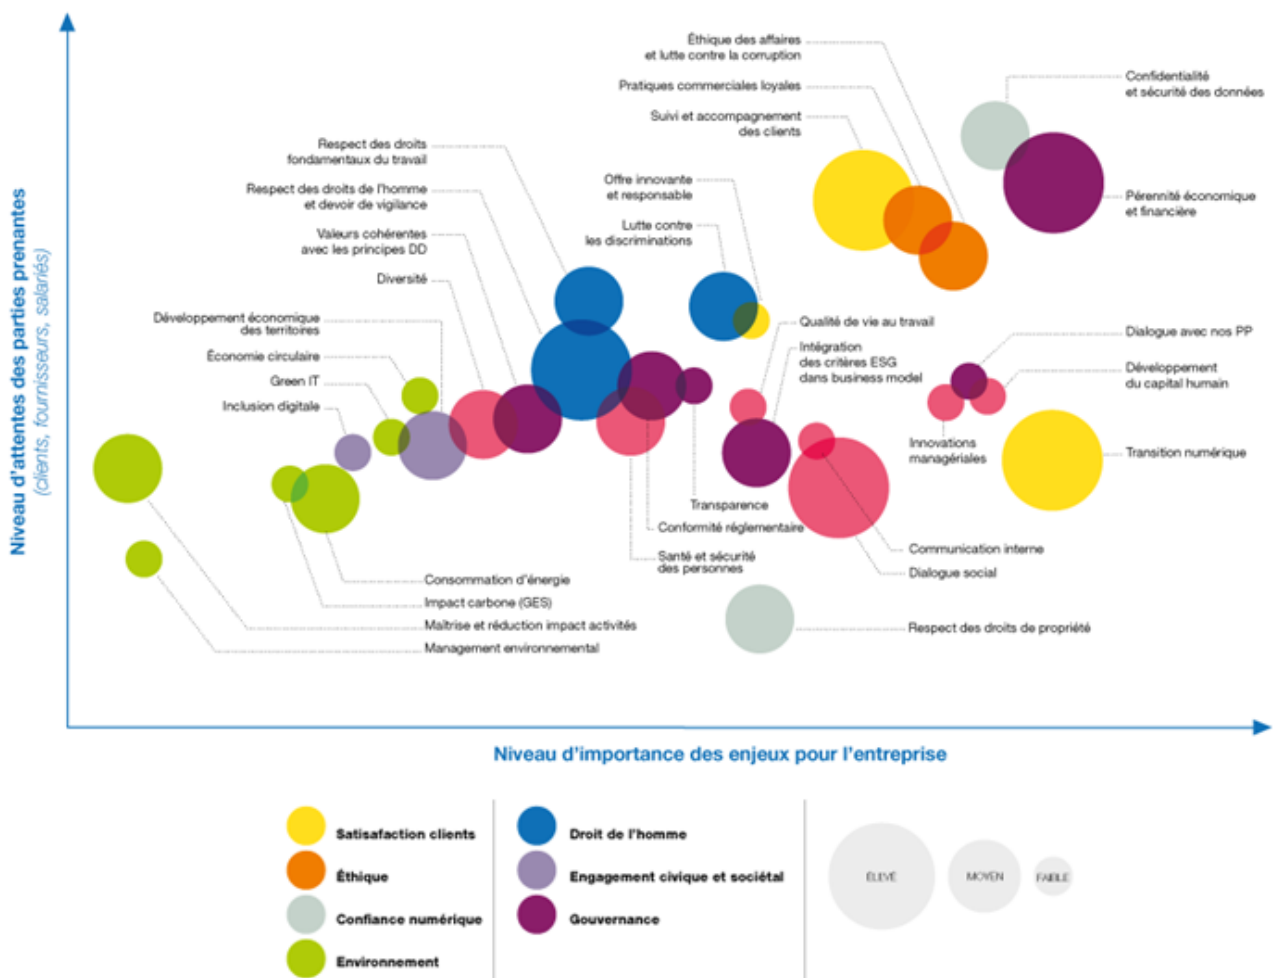 Niveau d'attentes des parties prenantes
(clients, fournisseurs, salariés)
Éthique des affaires
et lutte contre la corruption
Pratiques commerciales loyales
Suivi et accompagnement
des clients
Confidentialité
et sécurité des données
Pérennité économique
et financière
Respect des droits
fondamentaux du travail
Respect des droits de l'homme
et devoir de vigilance
Valeurs cohérentes
avec les principes DD
Diversité
Développement économique
des territoires
Économie circulaire
Green IT
Inclusion digitale
Offre innovante
et responsable
Lutte contre
les discriminations
Qualité de vie au travail
Intégration
des critères ESG
dans business model
Dialogue avec nos PP
Développement
du capital humain
Innovations
managériales
Transition numérique
Transparence
Conformité réglementaire
Santé et sécurité
des personnes
Communication interne
Dialogue social
Respect des droits de propriété
Consommation d'énergie
Impact carbone (GES)
Maîtrise et réduction impact activités
Management environnemental
Niveau d'importance des enjeux pour l'entreprise
Satisafaction clients
Éthique
Confiance numérique
Environnement
Droit de l'homme
Engagement civique et sociétal
Gouvernance
ÉLEVÉ
MOYEN
FAIBLE